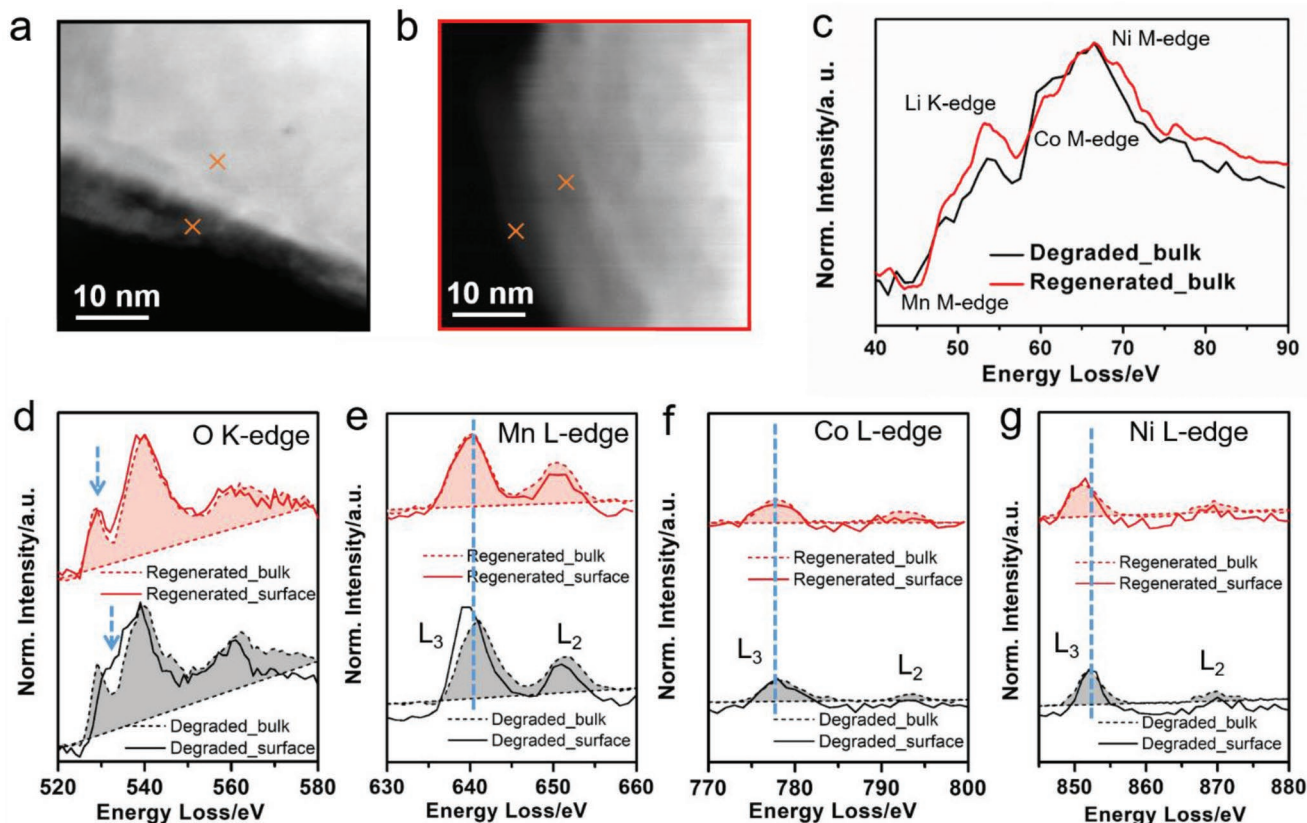 a
10 nm
b
10 nm
c
Norm. Intensity/a. u.
Ni M-edge
Li K-edge
Co M-edge
Degraded_bulk
Regenerated_bulk
Mn M-edge
40 50 60 70 80 90
Energy Loss/eV
d
O K-edge
Norm. Intensity/a.u.
Regenerated_bulk
Regenerated_surface
Degraded_bulk
Degraded_surface
520 540 560 580
Energy Loss/eV
e
Mn L-edge
Norm. Intensity/a.u.
Regenerated_bulk
Regenerated_surface
L3
L2
Degraded_bulk
Degraded_surface
630 640 650 660
Energy Loss/eV
f
Co L-edge
Norm. Intensity/a.u.
Regenerated_bulk
Regenerated_surface
L3
L2
Degraded_bulk
Degraded_surface
770 780 790 800
Energy Loss/eV
g
Ni L-edge
Norm. Intensity/a.u.
Regenerated_bulk
Regenerated_surface
L3
L2
Degraded_bulk
Degraded_surface
850 860 870 880
Energy Loss/eV